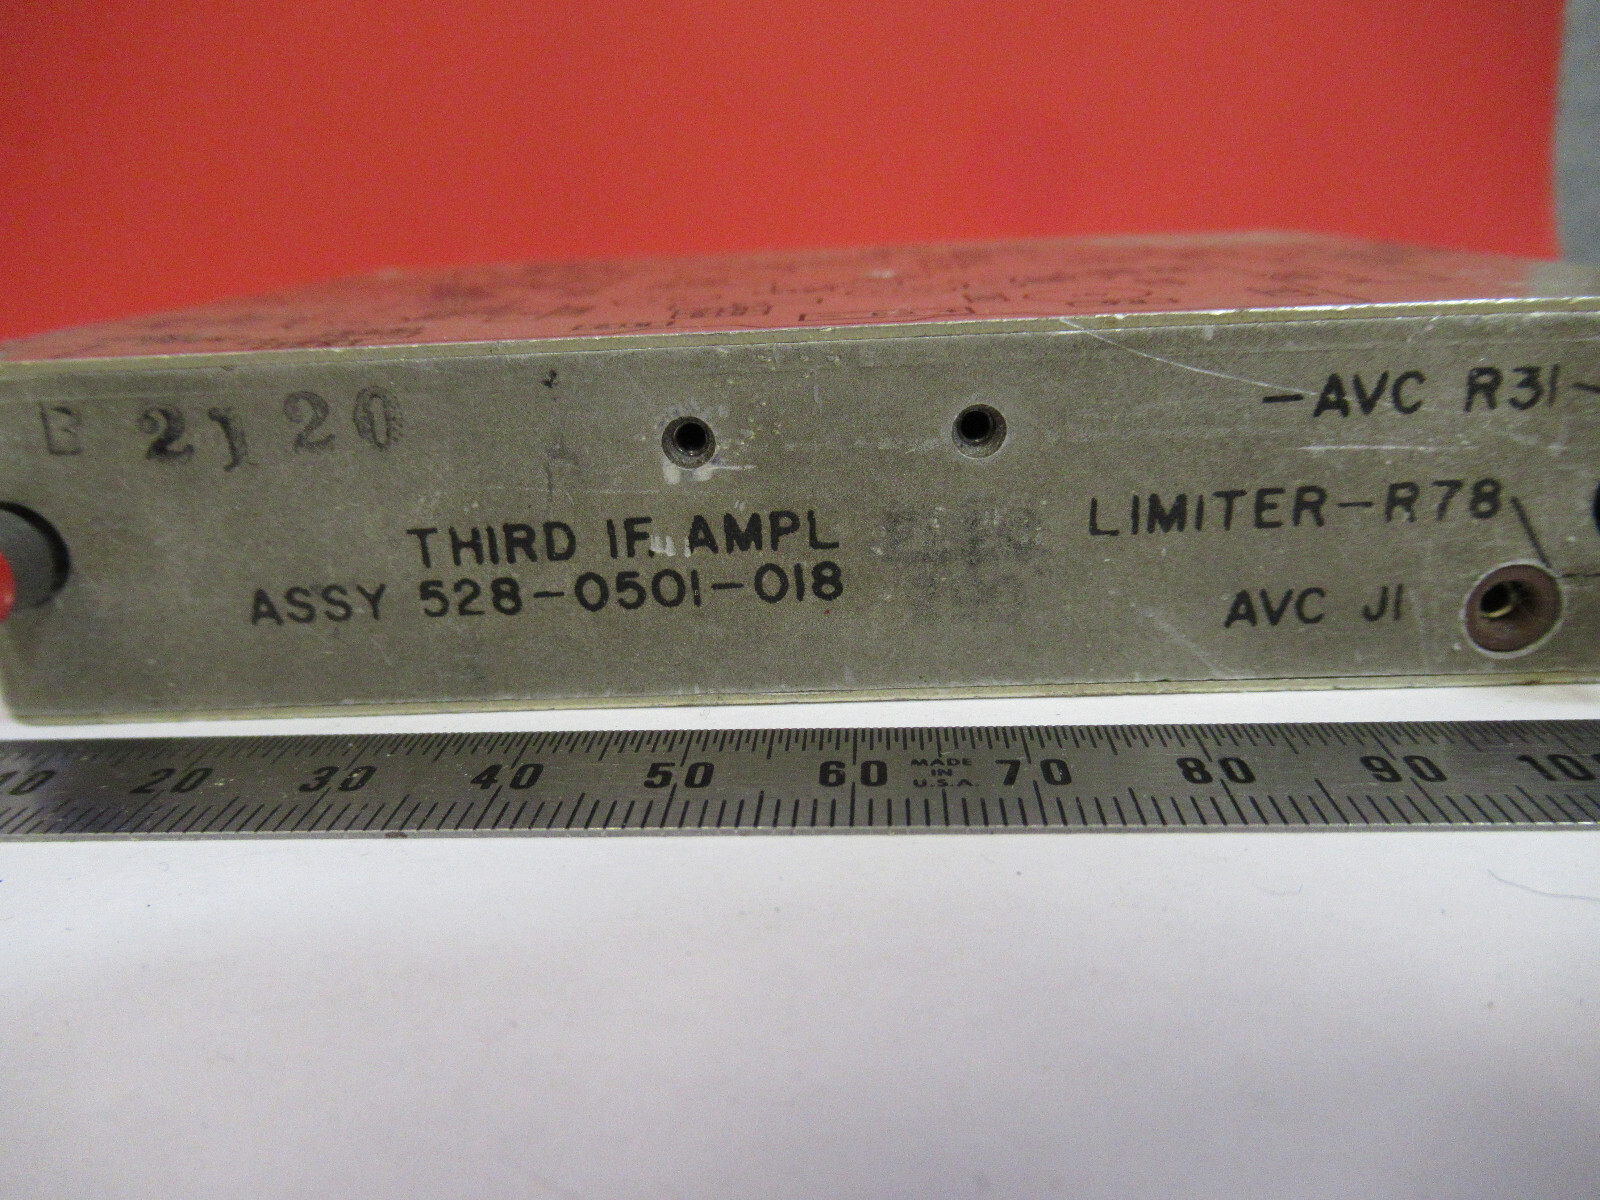 B 2120
-AVC R31
THIRD IF. AMPL
LIMITER-R78
ASSY 528-0501-018
AVC J1
10 20 30 40 50 60 MADE IN U.S.A. 70 80 90 10